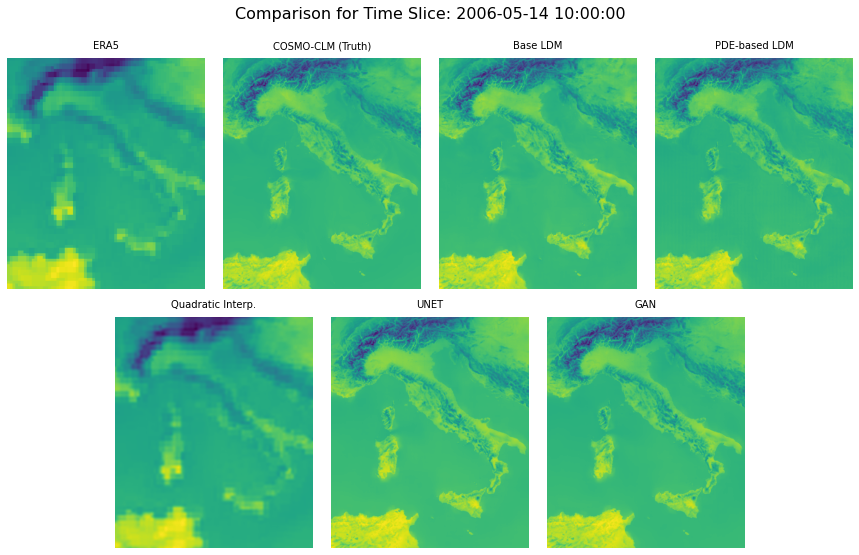 Comparison for Time Slice: 2006-05-14 10:00:00
ERA5
COSMO-CLM (Truth)
Base LDM
PDE-based LDM
Quadratic Interp.
UNET
GAN